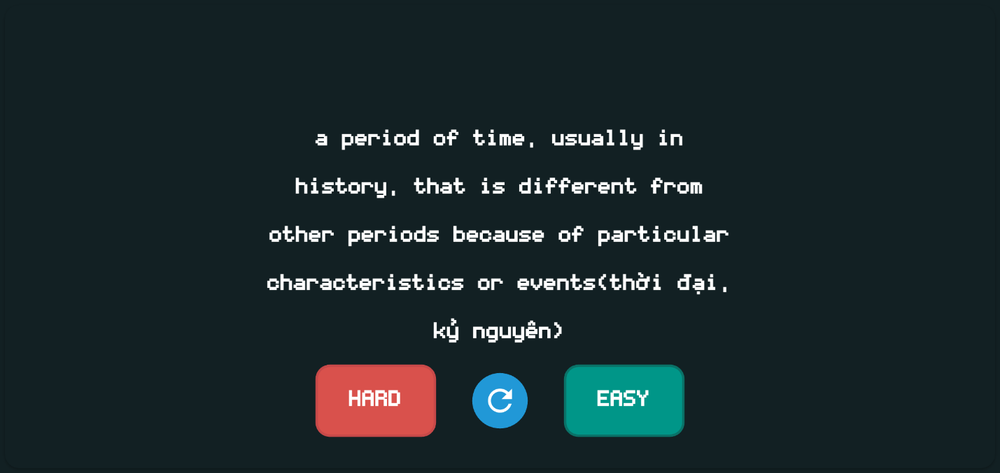 a period of time, usually in
history, that is different from
other periods because of particular
characteristics or events(thời đại,
kỷ nguyên)
HARD
EASY